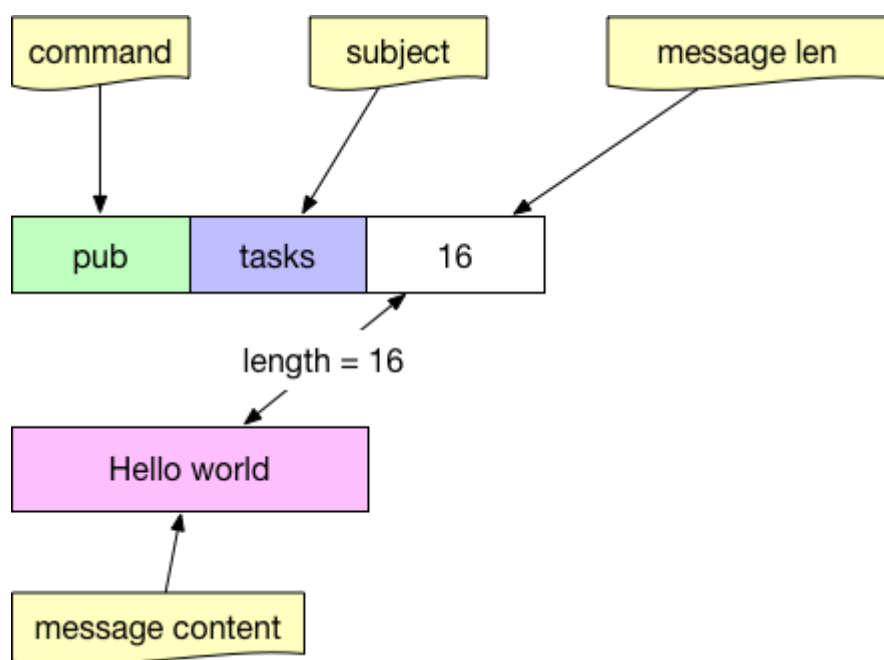 command
subject
message len
pub
tasks
16
length = 16
Hello world
message content